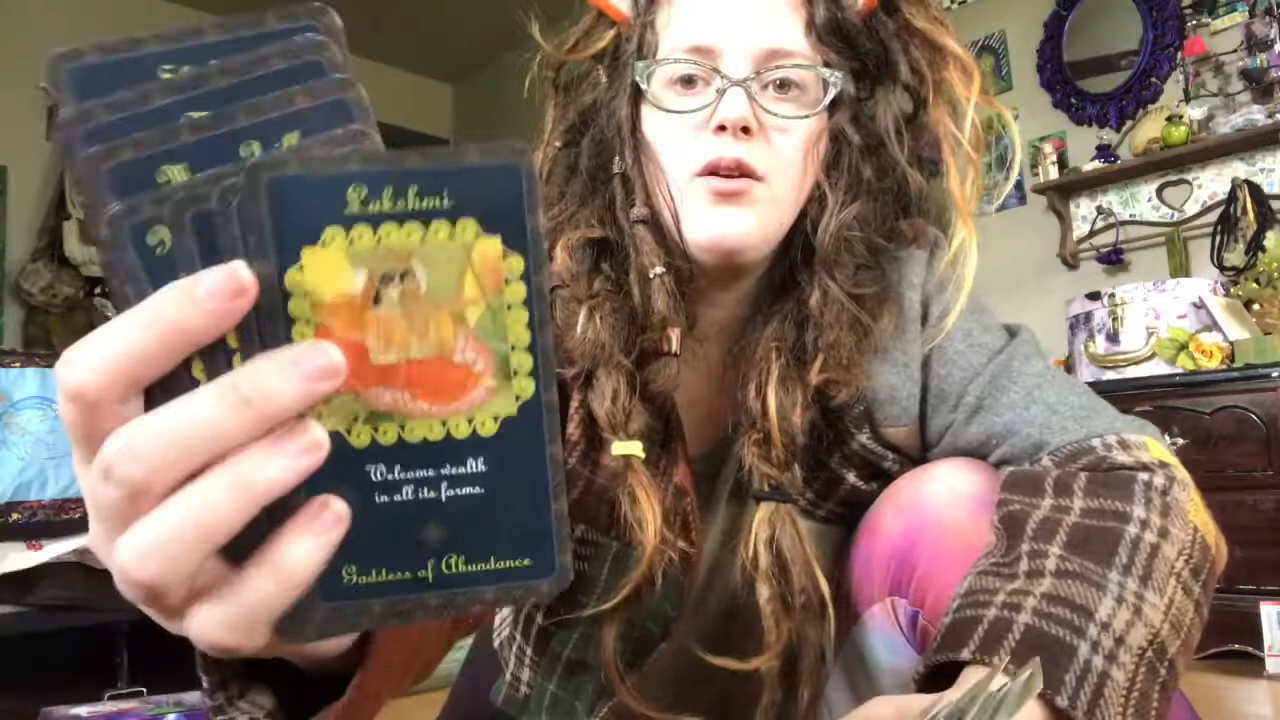 Lakshmi
Welcome wealth
in all its forms.
Goddess of Abundance